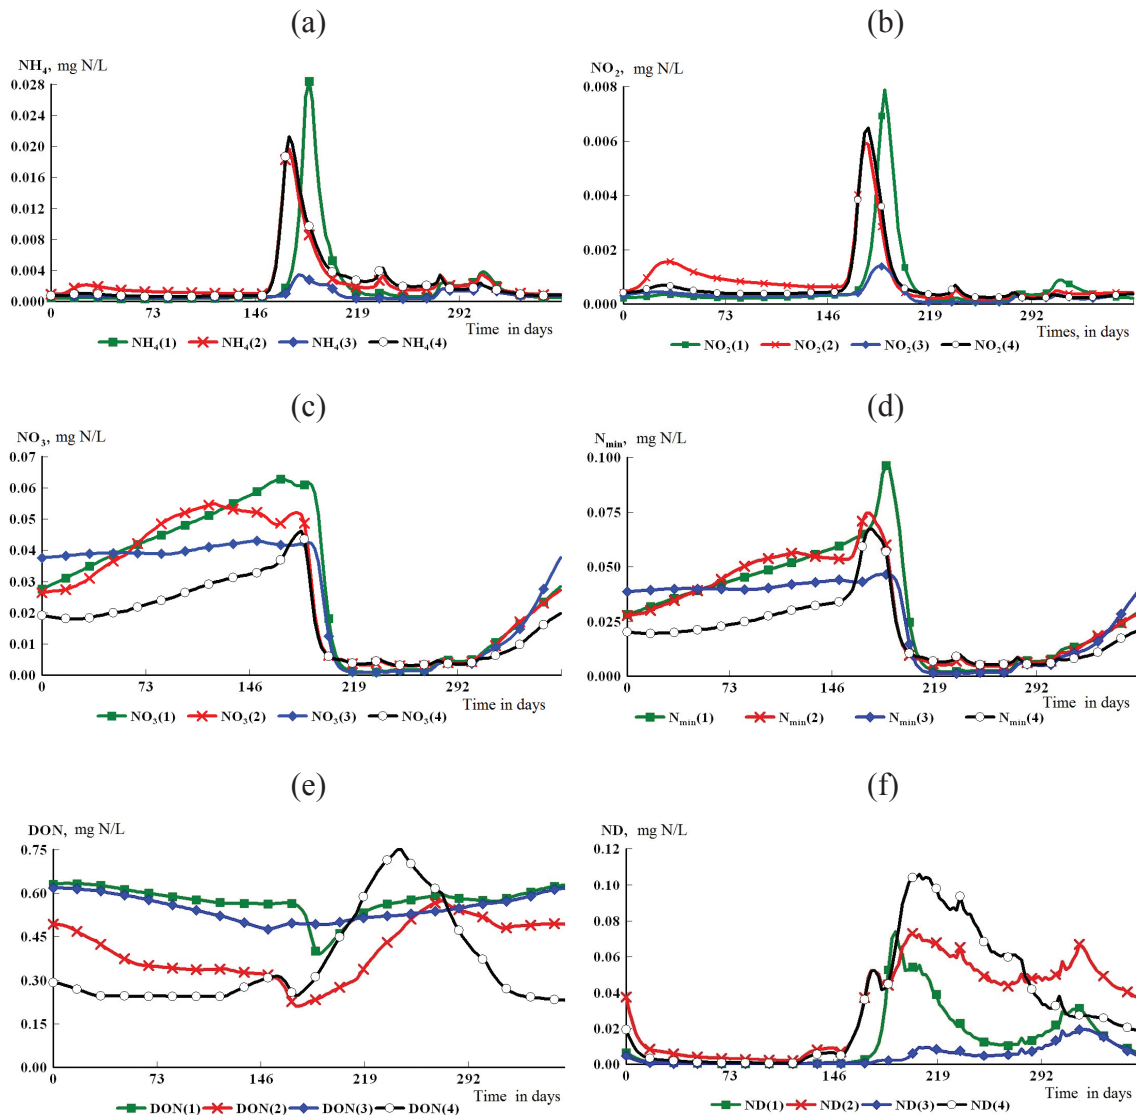 (a)
NH₄, mg N/L
0.028
0.024
0.020
0.016
0.012
0.008
0.004
0.000
0 73 146 219 292
Time in days
NH₄(1) NH₄(2) NH₄(3) NH₄(4)
(b)
NO₂, mg N/L
0.008
0.006
0.004
0.002
0.000
0 73 146 219 292
Times, in days
NO₂(1) NO₂(2) NO₂(3) NO₂(4)
(c)
NO₃, mg N/L
0.07
0.06
0.05
0.04
0.03
0.02
0.01
0.00
0 73 146 219 292
Time in days
NO₃(1) NO₃(2) NO₃(3) NO₃(4)
(d)
Nmin, mg N/L
0.100
0.075
0.050
0.025
0.000
0 73 146 219 292
Time in days
Nmin(1) Nmin(2) Nmin(3) Nmin(4)
(e)
DON, mg N/L
0.75
0.60
0.45
0.30
0.15
0.00
0 73 146 219 292
Time in days
DON(1) DON(2) DON(3) DON(4)
(f)
ND, mg N/L
0.12
0.10
0.08
0.06
0.04
0.02
0.00
0 73 146 219 292
Time in days
ND(1) ND(2) ND(3) ND(4)